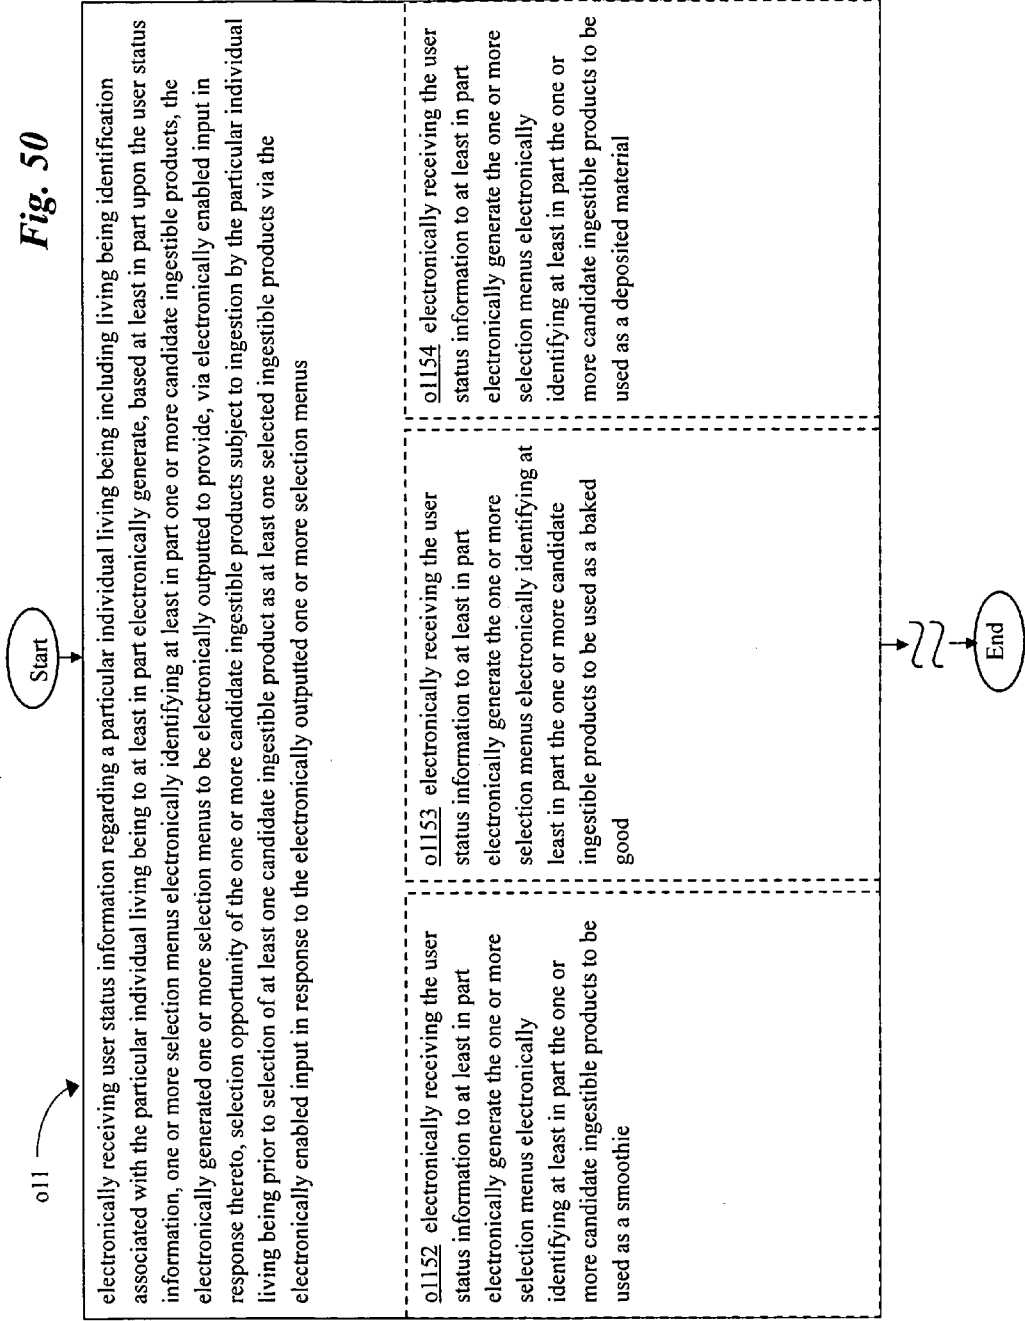 Fig. 50
Start
o11
electronically receiving user status information regarding a particular individual living being including living being identification
associated with the particular individual living being to at least in part electronically generate, based at least in part upon the user status
information, one or more selection menus electronically identifying at least in part one or more candidate ingestible products, the
electronically generated one or more selection menus to be electronically outputted to provide, via electronically enabled input in
response thereto, selection opportunity of the one or more candidate ingestible products subject to ingestion by the particular individual
living being prior to selection of at least one candidate ingestible product as at least one selected ingestible products via the
electronically enabled input in response to the electronically outputted one or more selection menus
o1152 electronically receiving the user
status information to at least in part
electronically generate the one or more
selection menus electronically
identifying at least in part the one or
more candidate ingestible products to be
used as a smoothie
o1153 electronically receiving the user
status information to at least in part
electronically generate the one or more
selection menus electronically identifying at
least in part the one or more candidate
ingestible products to be used as a baked
good
o1154 electronically receiving the user
status information to at least in part
electronically generate the one or more
selection menus electronically
identifying at least in part the one or
more candidate ingestible products to be
used as a deposited material
End